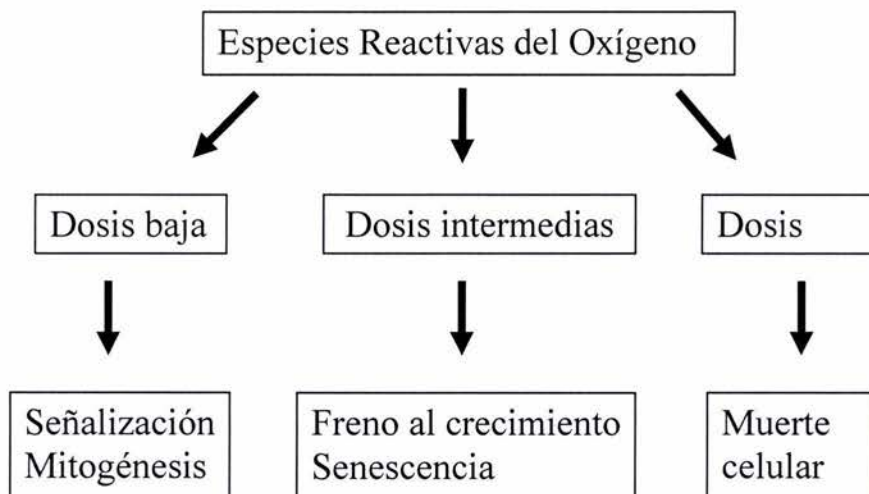 Especies Reactivas del Oxígeno
Dosis baja
Dosis intermedias
Dosis
Señalización
Mitogénesis
Freno al crecimiento
Senescencia
Muerte
celular